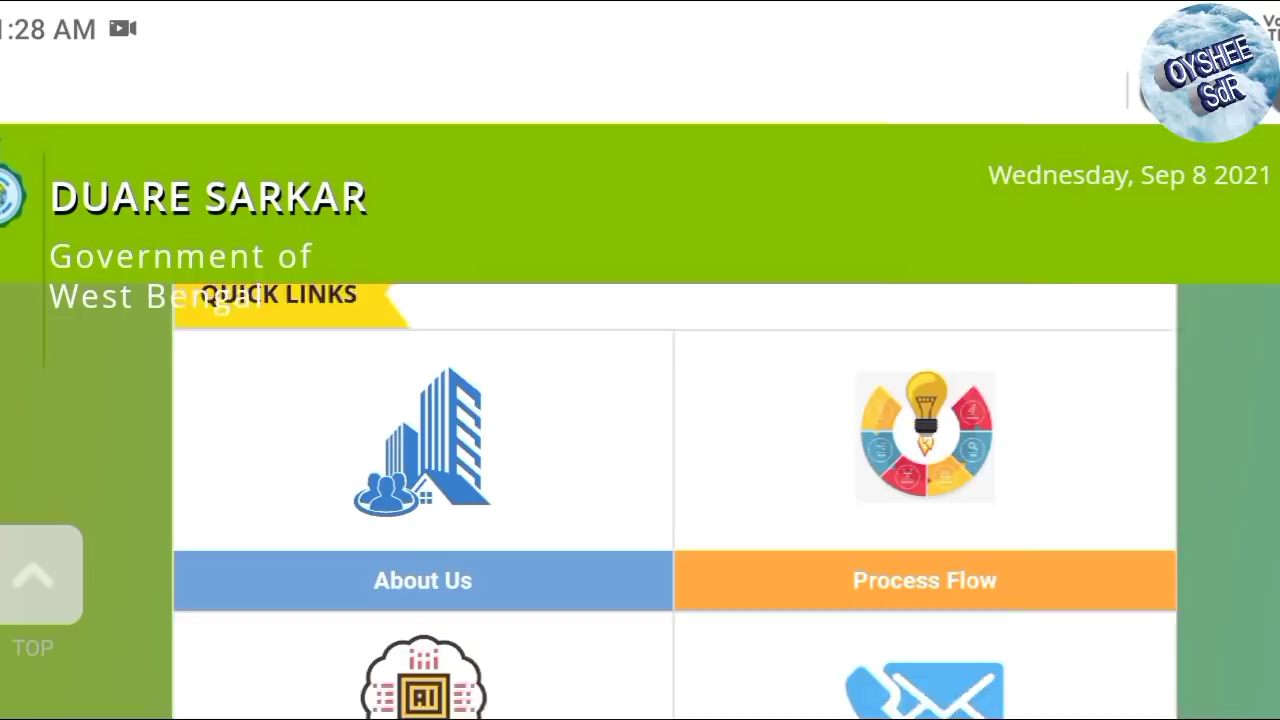 :28 AM
OYSHEE
SdR
DUARE SARKAR
Wednesday, Sep 8 2021
Government of
West Bengal
QUICK LINKS
About Us
Process Flow
TOP
AI